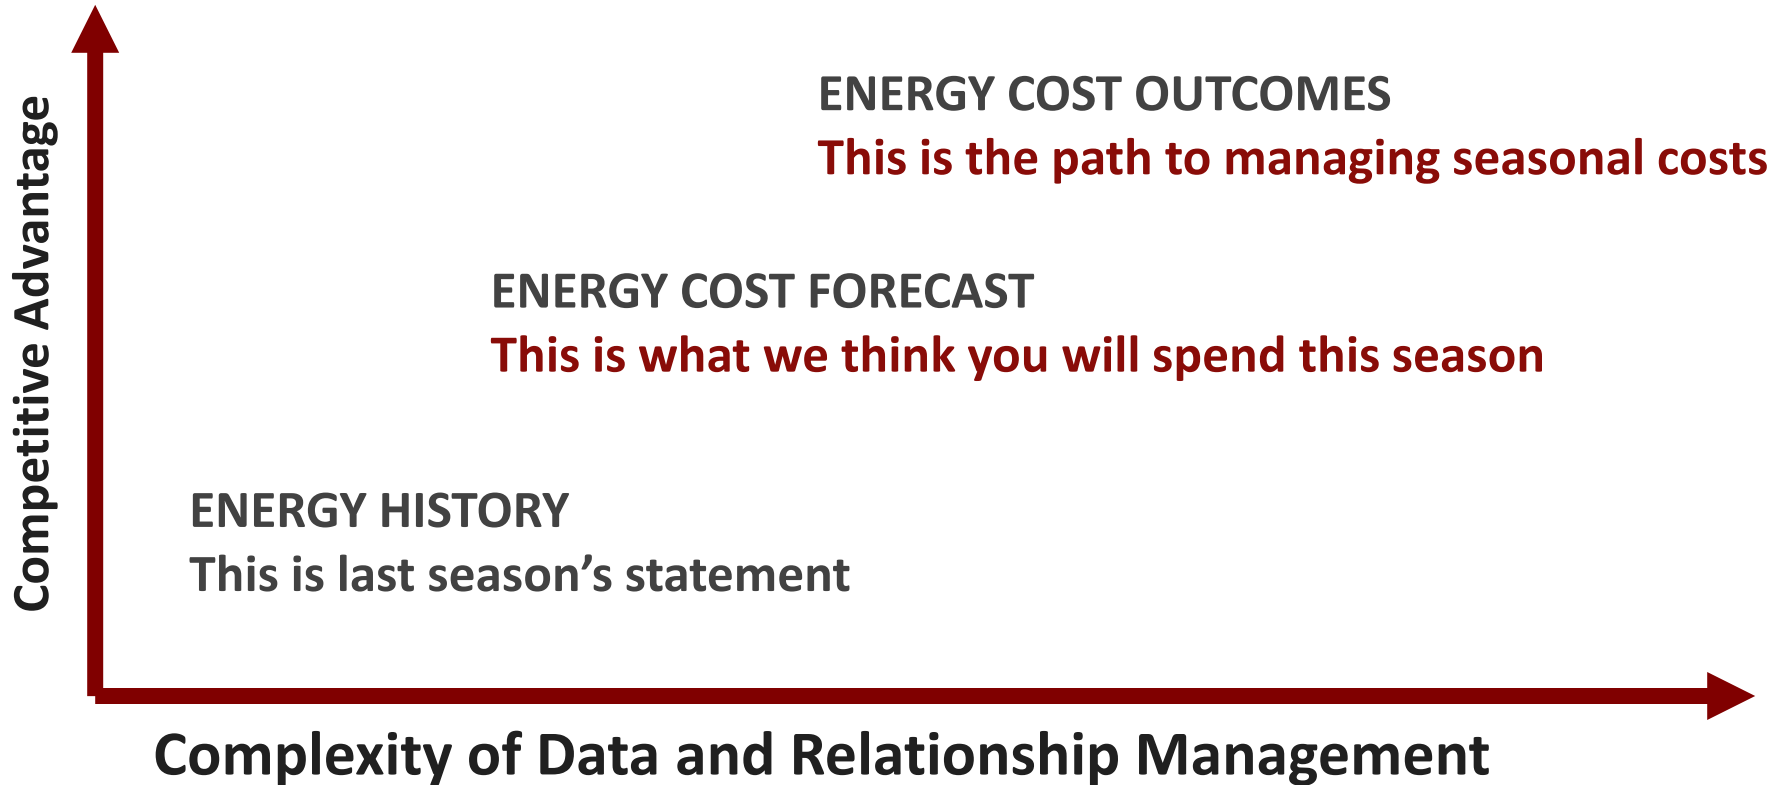 Competitive Advantage
ENERGY COST OUTCOMES
This is the path to managing seasonal costs
ENERGY COST FORECAST
This is what we think you will spend this season
ENERGY HISTORY
This is last season’s statement
Complexity of Data and Relationship Management